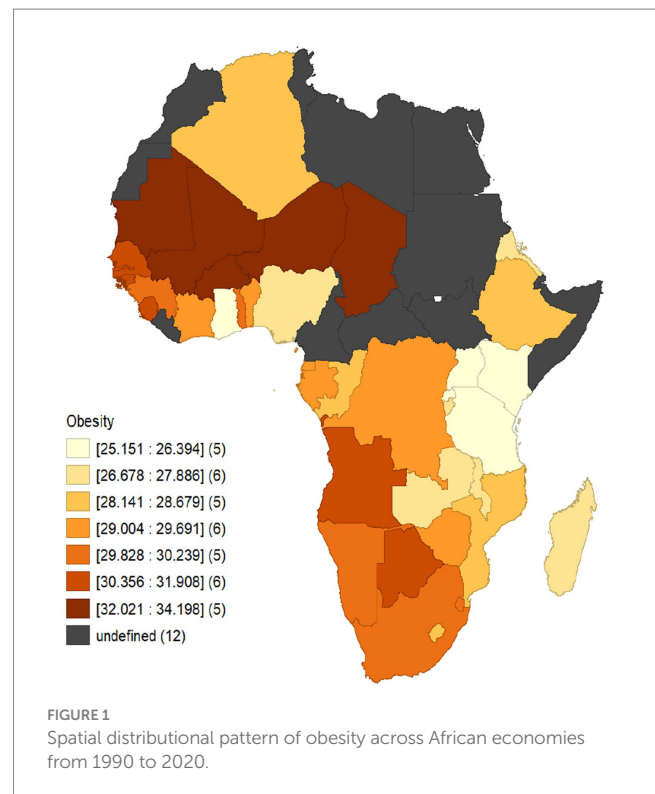 Obesity
[25.151 : 26.394] (5)
[26.678 : 27.886] (6)
[28.141 : 28.679] (5)
[29.004 : 29.691] (6)
[29.828 : 30.239] (5)
[30.356 : 31.908] (6)
[32.021 : 34.198] (5)
undefined (12)
FIGURE 1
Spatial distributional pattern of obesity across African economies
from 1990 to 2020.